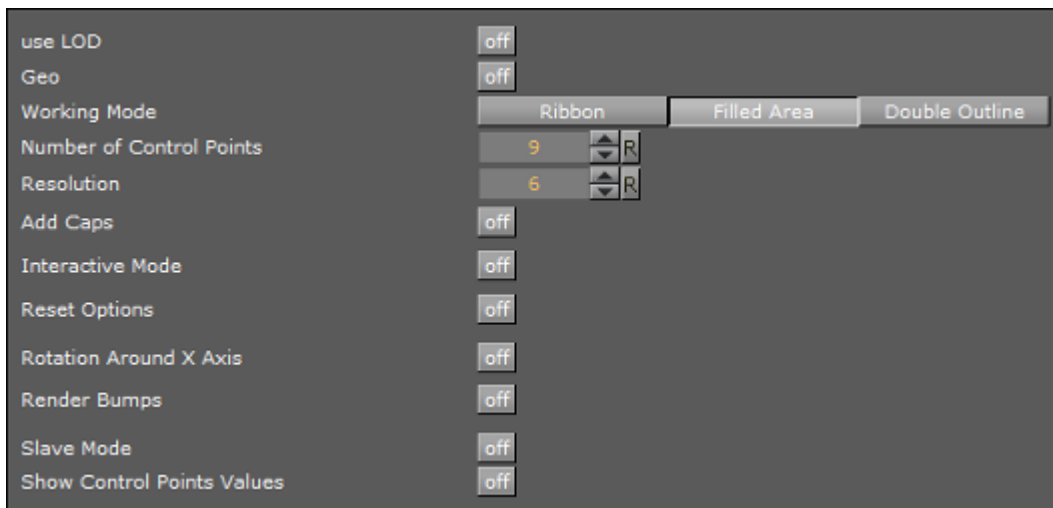 use LOD off
Geo off
Working Mode Ribbon Filled Area Double Outline
Number of Control Points 9 R
Resolution 6 R
Add Caps off
Interactive Mode off
Reset Options off
Rotation Around X Axis off
Render Bumps off
Slave Mode off
Show Control Points Values off